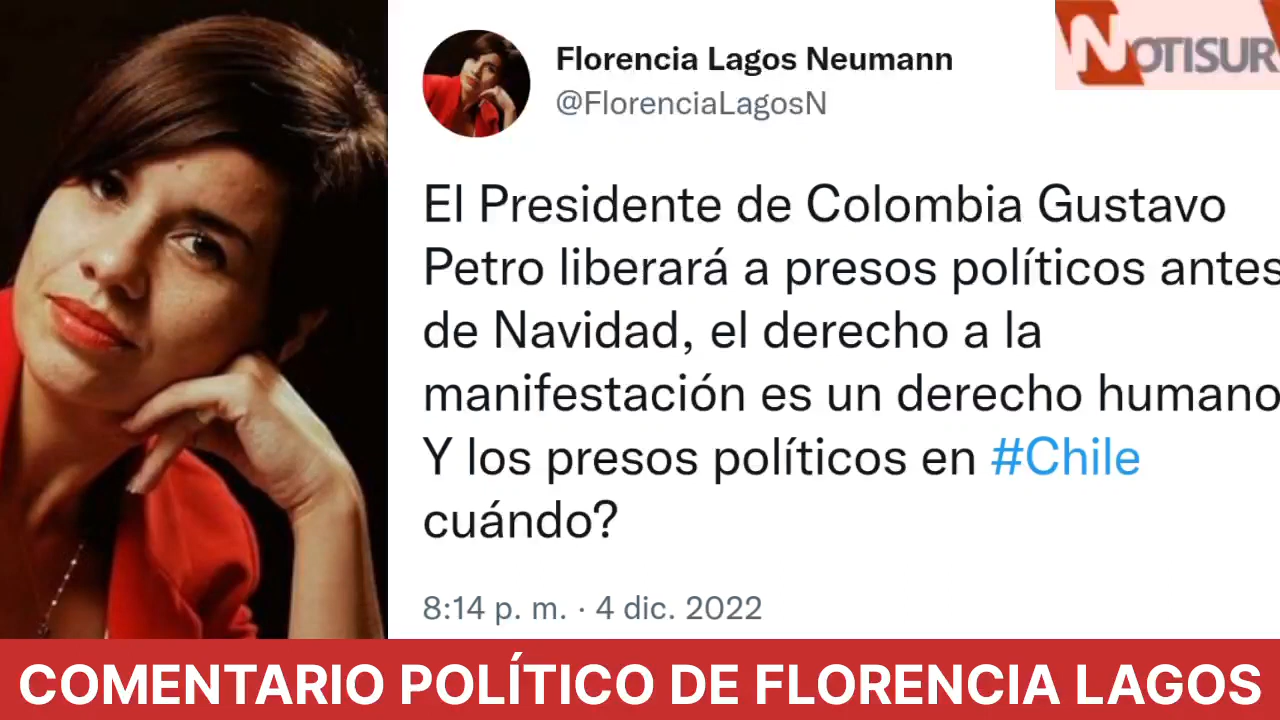 Florencia Lagos Neumann
@FlorenciaLagosN
NOTISUR
El Presidente de Colombia Gustavo
Petro liberará a presos políticos antes
de Navidad, el derecho a la
manifestación es un derecho humano
Y los presos políticos en #Chile
cuándo?
8:14 p. m. · 4 dic. 2022
COMENTARIO POLÍTICO DE FLORENCIA LAGOS